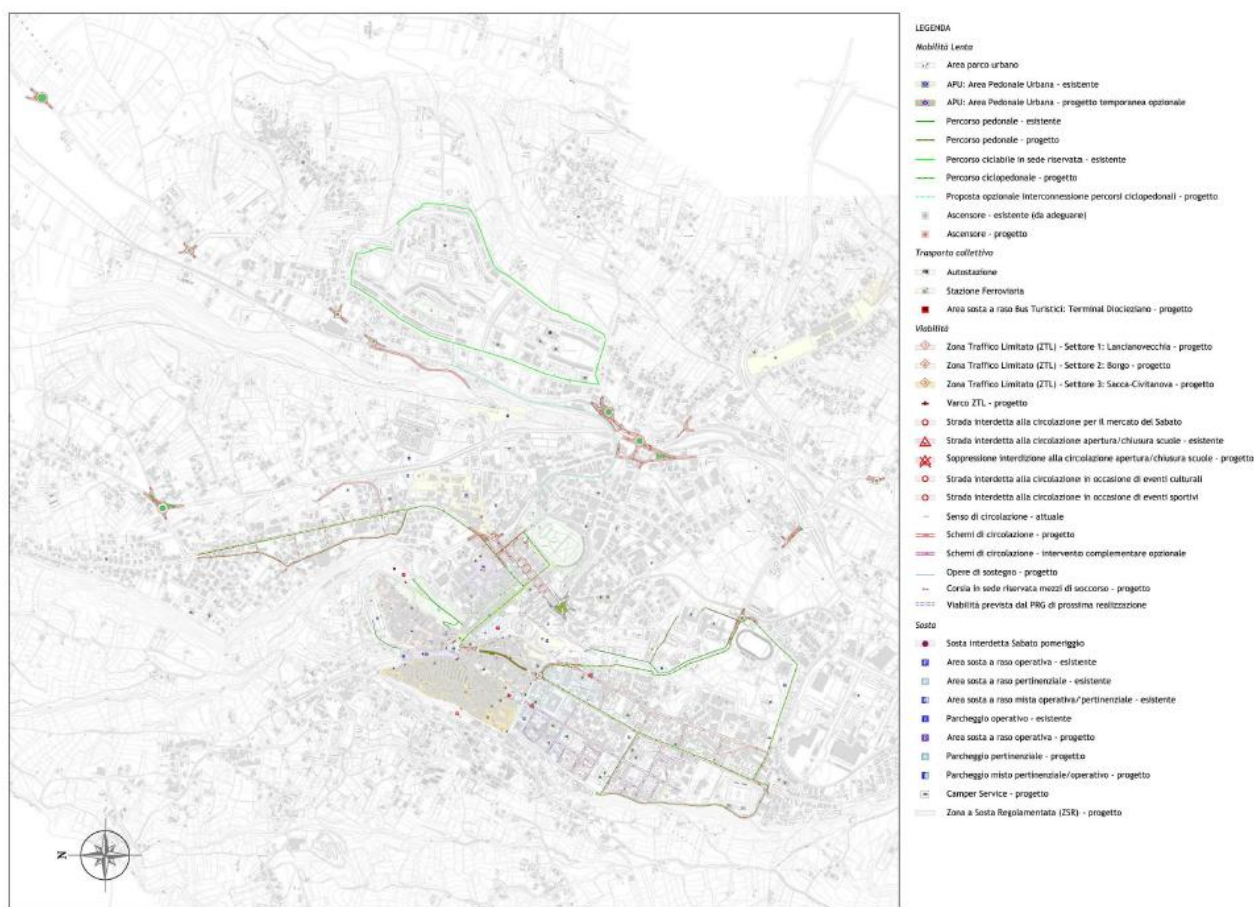 LEGENDA
Mobilità Lenta
Area parco urbano
APU: Area Pedonale Urbana - esistente
APU: Area Pedonale Urbana - progetto temporanea opzionale
Percorso pedonale - esistente
Percorso pedonale - progetto
Percorso ciclabile in sede riservata - esistente
Percorso ciclopedonale - progetto
Proposta opzionale interconnessione percorsi ciclopedonali - progetto
Ascensore - esistente (da adeguare)
Ascensore - progetto
Trasporto collettivo
Autostazione
Stazione Ferroviaria
Area sosta a raso Bus Turistici: Terminal Diocleziano - progetto
Viabilità
Zona Traffico Limitato (ZTL) - Settore 1: Lancianovecchia - progetto
Zona Traffico Limitato (ZTL) - Settore 2: Borgo - progetto
Zona Traffico Limitato (ZTL) - Settore 3: Sacca-Civitanova - progetto
Varco ZTL - progetto
Strada interdetta alla circolazione per il mercato del Sabato
Strada interdetta alla circolazione apertura/chiusura scuole - esistente
Soppressione interdizione alla circolazione apertura/chiusura scuole - progetto
Strada interdetta alla circolazione in occasione di eventi culturali
Strada interdetta alla circolazione in occasione di eventi sportivi
Senso di circolazione - attuale
Schemi di circolazione - progetto
Schemi di circolazione - intervento complementare opzionale
Opere di sostegno - progetto
Corsia in sede riservata mezzi di soccorso - progetto
Viabilità prevista dal PRG di prossima realizzazione
Sosta
Sosta interdetta Sabato pomeriggio
Area sosta a raso operativa - esistente
Area sosta a raso pertinenziale - esistente
Area sosta a raso mista operativa/pertinenziale - esistente
Parcheggio operativo - esistente
Area sosta a raso operativa - progetto
Parcheggio pertinenziale - progetto
Parcheggio misto pertinenziale/operativo - progetto
Camper Service - progetto
Zona a Sosta Regolamentata (ZSR) - progetto
N